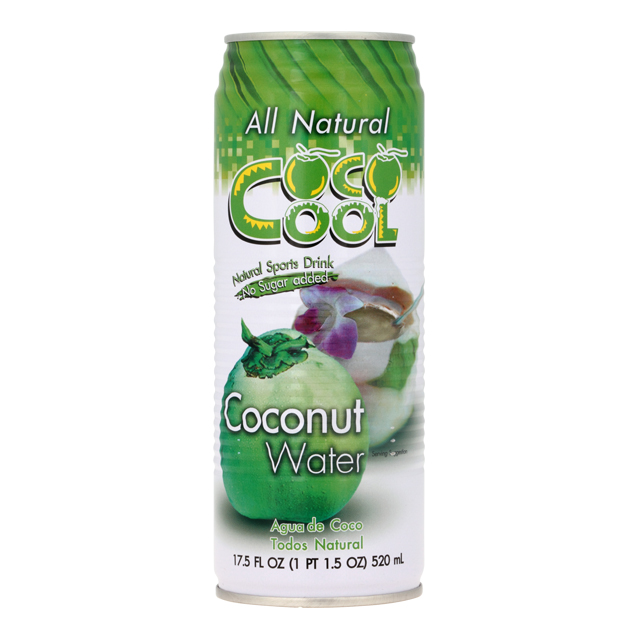 All Natural
COCO
COOL
Natural Sports Drink
No Sugar added
Coconut
Water
Agua de Coco
Todos Natural
17.5 FL OZ (1 PT 1.5 OZ) 520 mL